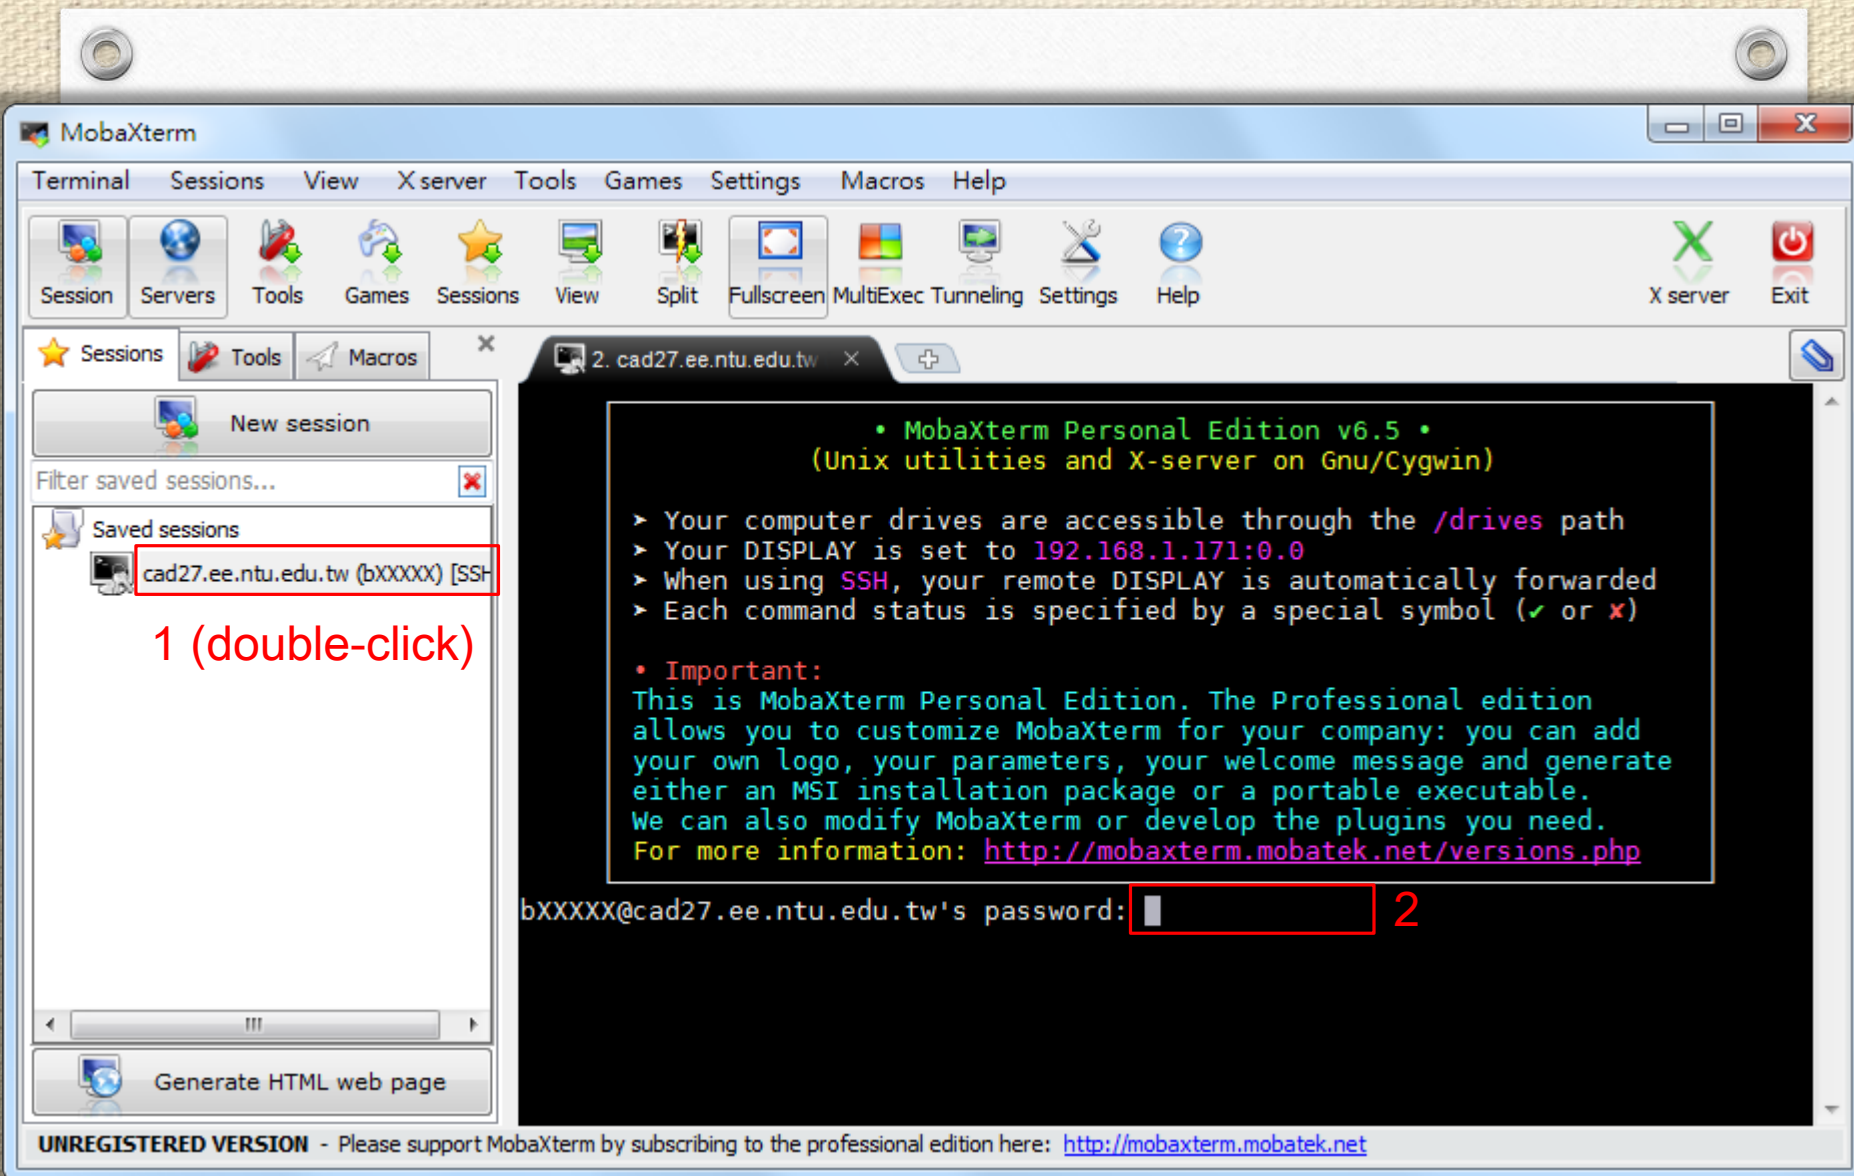 MobaXterm
Terminal Sessions View X server Tools Games Settings Macros Help
Session Servers Tools Games Sessions View Split Fullscreen MultiExec Tunneling Settings Help X server Exit
Sessions Tools Macros
2. cad27.ee.ntu.edu.tw
New session
Filter saved sessions...
Saved sessions
cad27.ee.ntu.edu.tw (bXXXXX) [SSH
1 (double-click)
Generate HTML web page
• MobaXterm Personal Edition v6.5 •
(Unix utilities and X-server on Gnu/Cygwin)
➤ Your computer drives are accessible through the /drives path
➤ Your DISPLAY is set to 192.168.1.171:0.0
➤ When using SSH, your remote DISPLAY is automatically forwarded
➤ Each command status is specified by a special symbol (✔ or ✘)
• Important:
This is MobaXterm Personal Edition. The Professional edition
allows you to customize MobaXterm for your company: you can add
your own logo, your parameters, your welcome message and generate
either an MSI installation package or a portable executable.
We can also modify MobaXterm or develop the plugins you need.
For more information: http://mobaxterm.mobatek.net/versions.php
bXXXXX@cad27.ee.ntu.edu.tw's password: 2
UNREGISTERED VERSION - Please support MobaXterm by subscribing to the professional edition here: http://mobaxterm.mobatek.net